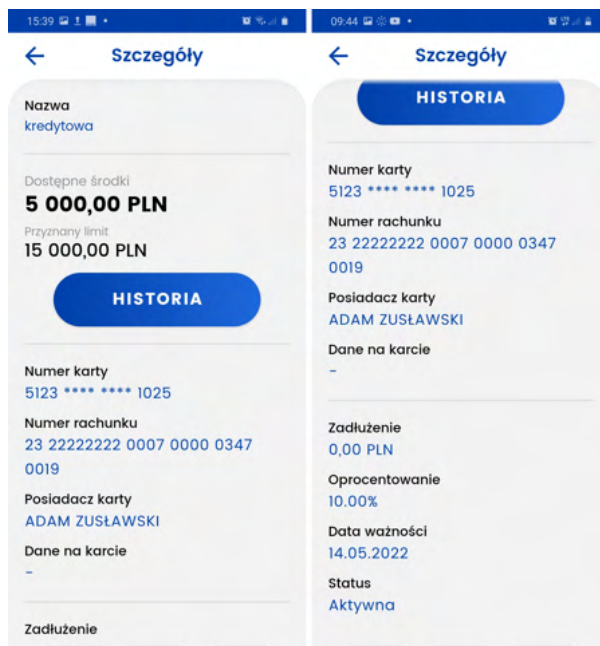 15:39
Szczegóły
Nazwa
kredytowa
Dostępne środki
5 000,00 PLN
Przyznany limit
15 000,00 PLN
HISTORIA
Numer karty
5123 **** **** 1025
Numer rachunku
23 22222222 0007 0000 0347
0019
Posiadacz karty
ADAM ZUSŁAWSKI
Dane na karcie
-
Zadłużenie
09:44
Szczegóły
HISTORIA
Numer karty
5123 **** **** 1025
Numer rachunku
23 22222222 0007 0000 0347
0019
Posiadacz karty
ADAM ZUSŁAWSKI
Dane na karcie
-
Zadłużenie
0,00 PLN
Oprocentowanie
10.00%
Data ważności
14.05.2022
Status
Aktywna